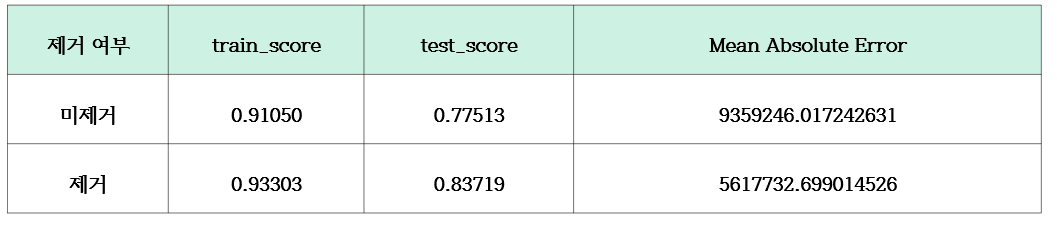 제거 여부 train_score test_score Mean Absolute Error
미제거 0.91050 0.77513 9359246.017242631
제거 0.93303 0.83719 5617732.699014526